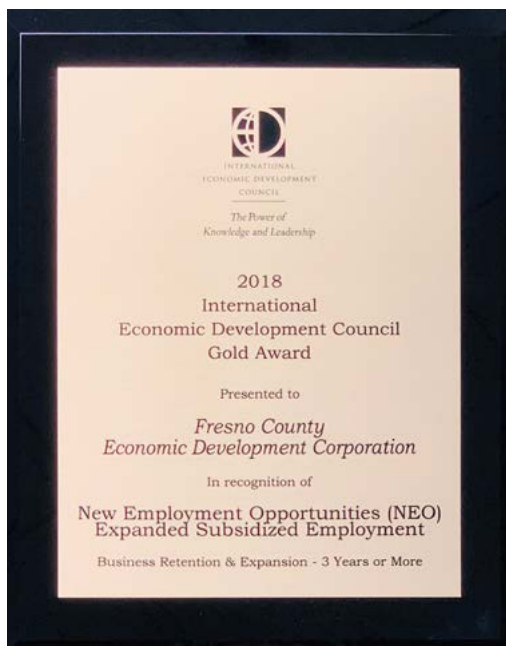 INTERNATIONAL
ECONOMIC DEVELOPMENT
COUNCIL
The Power of
Knowledge and Leadership
2018
International
Economic Development Council
Gold Award
Presented to
Fresno County
Economic Development Corporation
In recognition of
New Employment Opportunities (NEO)
Expanded Subsidized Employment
Business Retention & Expansion - 3 Years or More